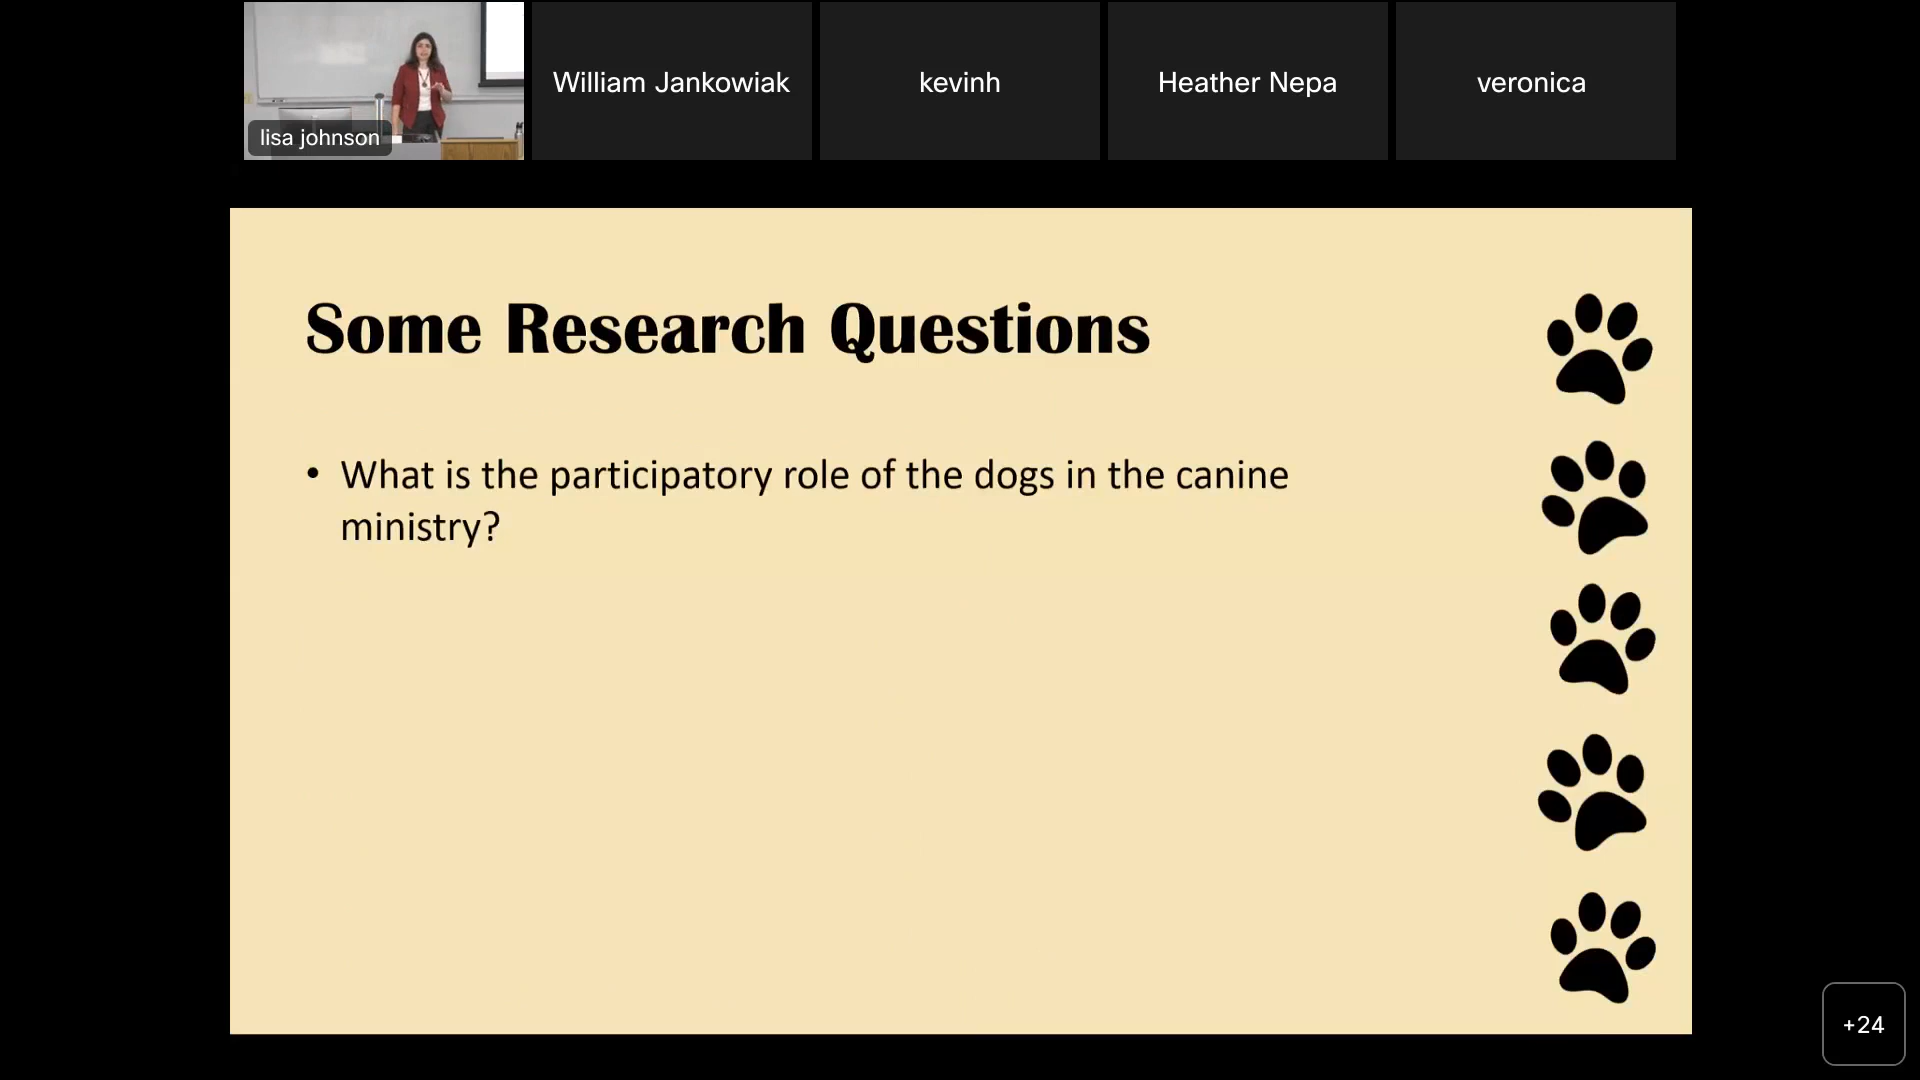 lisa johnson
William Jankowiak
kevinh
Heather Nepa
veronica
Some Research Questions
• What is the participatory role of the dogs in the canine
ministry?
+24